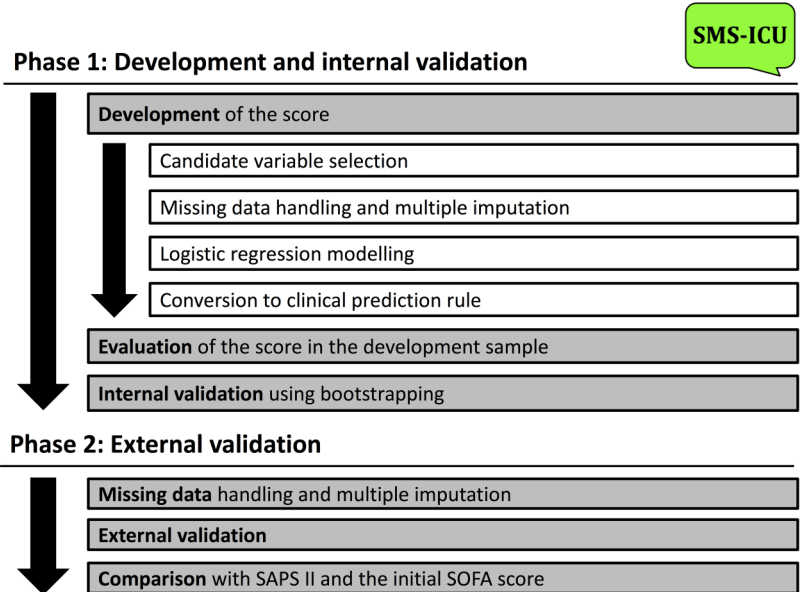 SMS-ICU
Phase 1: Development and internal validation
Development of the score
Candidate variable selection
Missing data handling and multiple imputation
Logistic regression modelling
Conversion to clinical prediction rule
Evaluation of the score in the development sample
Internal validation using bootstrapping
Phase 2: External validation
Missing data handling and multiple imputation
External validation
Comparison with SAPS II and the initial SOFA score